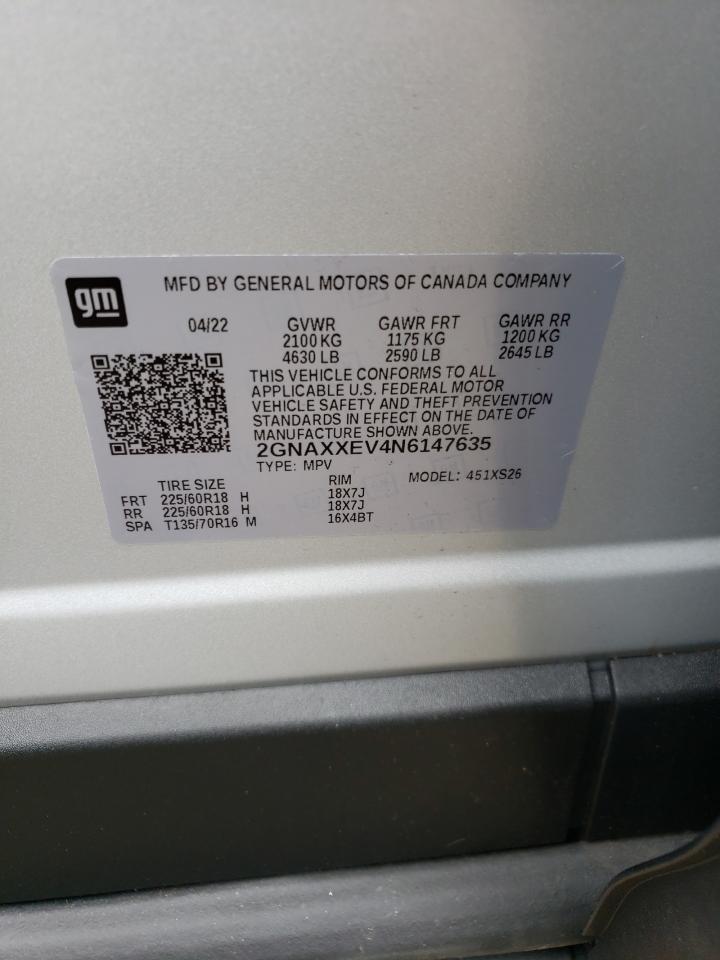 gm
MFD BY GENERAL MOTORS OF CANADA COMPANY
04/22 GVWR GAWR FRT GAWR RR
2100 KG 1175 KG 1200 KG
4630 LB 2590 LB 2645 LB
THIS VEHICLE CONFORMS TO ALL
APPLICABLE U.S. FEDERAL MOTOR
VEHICLE SAFETY AND THEFT PREVENTION
STANDARDS IN EFFECT ON THE DATE OF
MANUFACTURE SHOWN ABOVE.
2GNAXXEV4N6147635
TYPE: MPV MODEL: 451XS26
TIRE SIZE RIM
FRT 225/60R18 H 18X7J
RR 225/60R18 H 18X7J
SPA T135/70R16 M 16X4BT